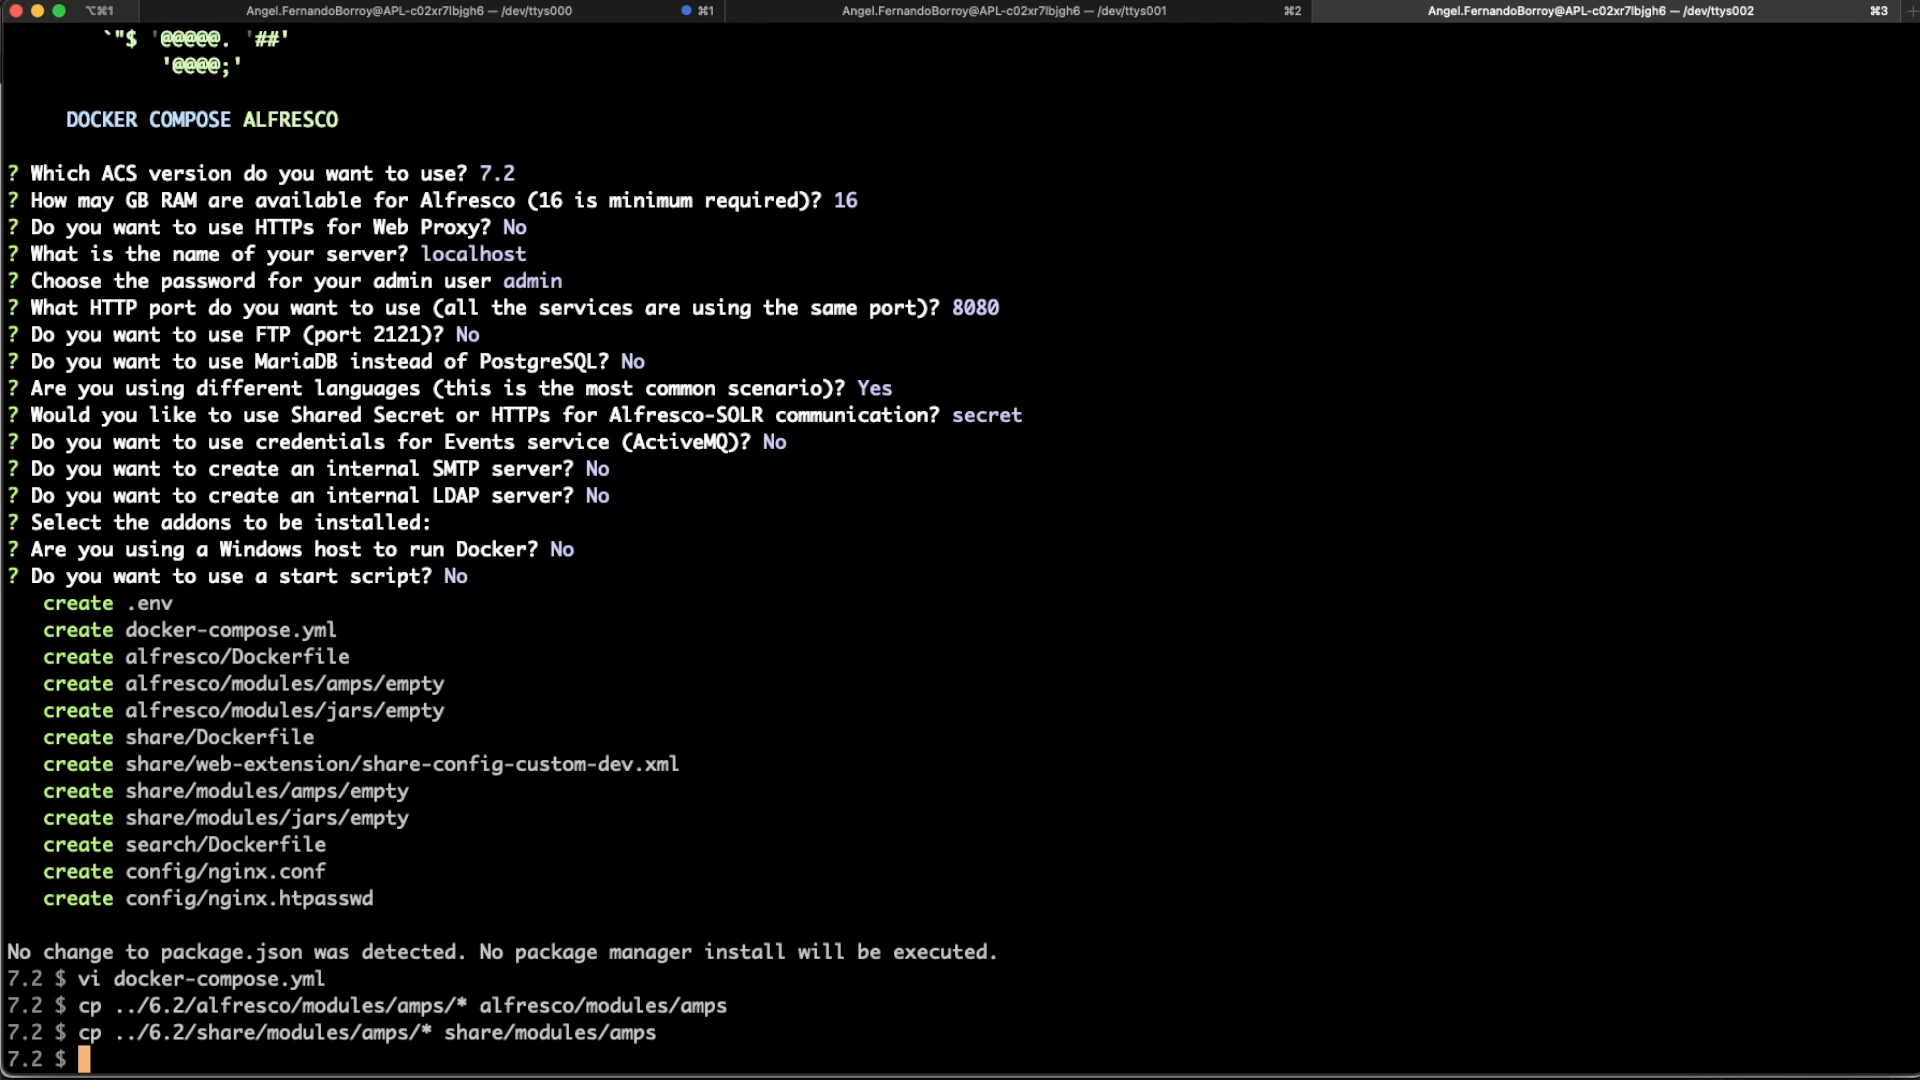 ⌥⌘1 Angel.FernandoBorroy@APL-c02xr7lbjgh6 — /dev/ttys000 ⌘1 Angel.FernandoBorroy@APL-c02xr7lbjgh6 — /dev/ttys001 ⌘2 Angel.FernandoBorroy@APL-c02xr7lbjgh6 — /dev/ttys002 ⌘3
`"$ '@@@@@. '##'
'@@@@;'
DOCKER COMPOSE ALFRESCO
? Which ACS version do you want to use? 7.2
? How may GB RAM are available for Alfresco (16 is minimum required)? 16
? Do you want to use HTTPs for Web Proxy? No
? What is the name of your server? localhost
? Choose the password for your admin user admin
? What HTTP port do you want to use (all the services are using the same port)? 8080
? Do you want to use FTP (port 2121)? No
? Do you want to use MariaDB instead of PostgreSQL? No
? Are you using different languages (this is the most common scenario)? Yes
? Would you like to use Shared Secret or HTTPs for Alfresco-SOLR communication? secret
? Do you want to use credentials for Events service (ActiveMQ)? No
? Do you want to create an internal SMTP server? No
? Do you want to create an internal LDAP server? No
? Select the addons to be installed:
? Are you using a Windows host to run Docker? No
? Do you want to use a start script? No
create .env
create docker-compose.yml
create alfresco/Dockerfile
create alfresco/modules/amps/empty
create alfresco/modules/jars/empty
create share/Dockerfile
create share/web-extension/share-config-custom-dev.xml
create share/modules/amps/empty
create share/modules/jars/empty
create search/Dockerfile
create config/nginx.conf
create config/nginx.htpasswd
No change to package.json was detected. No package manager install will be executed.
7.2 $ vi docker-compose.yml
7.2 $ cp ../6.2/alfresco/modules/amps/* alfresco/modules/amps
7.2 $ cp ../6.2/share/modules/amps/* share/modules/amps
7.2 $